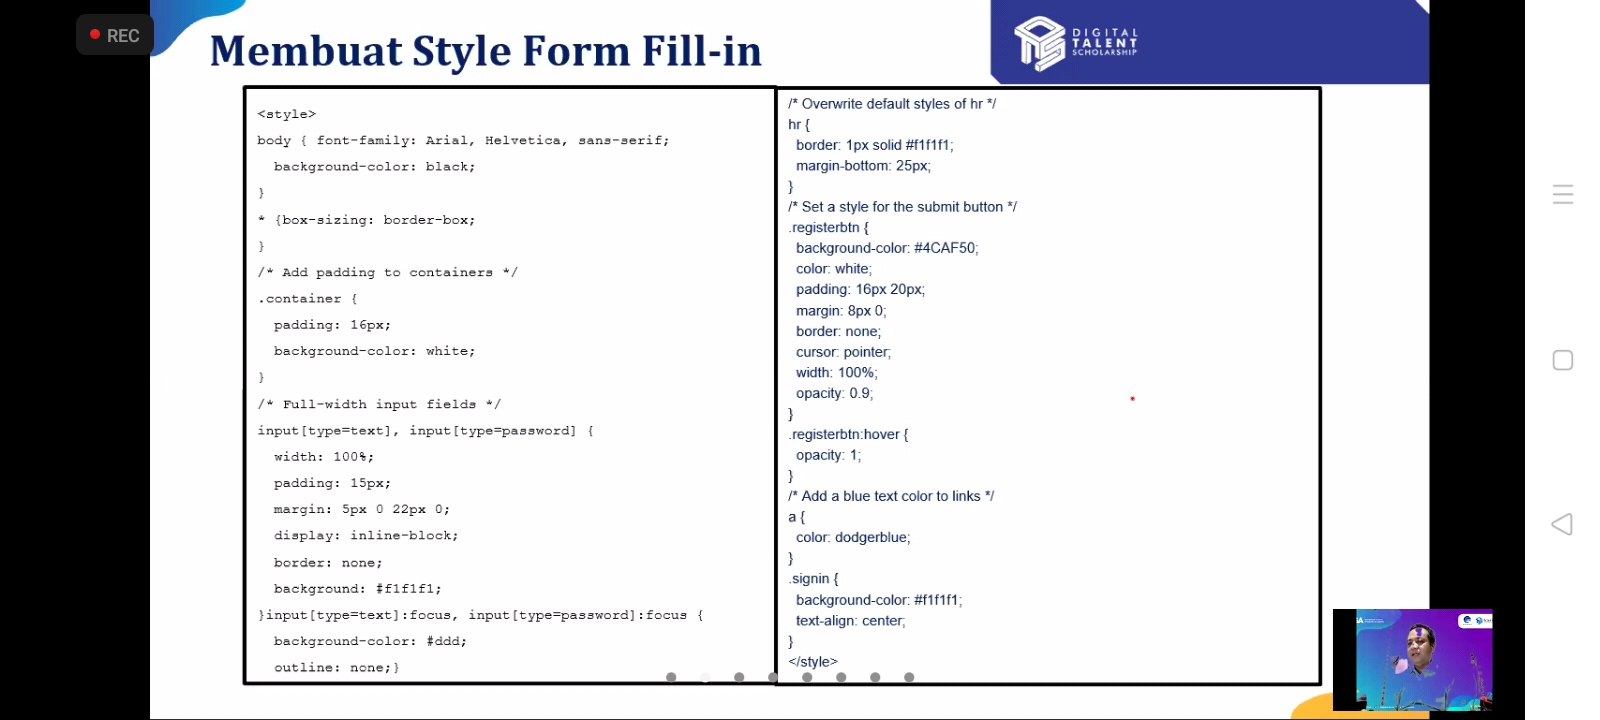 REC
Membuat Style Form Fill-in
DIGITAL
TALENT
SCHOLARSHIP
<style>
body { font-family: Arial, Helvetica, sans-serif;
background-color: black;
}
* {box-sizing: border-box;
}
/* Add padding to containers */
.container {
padding: 16px;
background-color: white;
}
/* Full-width input fields */
input[type=text], input[type=password] {
width: 100%;
padding: 15px;
margin: 5px 0 22px 0;
display: inline-block;
border: none;
background: #f1f1f1;
}input[type=text]:focus, input[type=password]:focus {
background-color: #ddd;
outline: none;}
/* Overwrite default styles of hr */
hr {
border: 1px solid #f1f1f1;
margin-bottom: 25px;
}
/* Set a style for the submit button */
.registerbtn {
background-color: #4CAF50;
color: white;
padding: 16px 20px;
margin: 8px 0;
border: none;
cursor: pointer;
width: 100%;
opacity: 0.9;
}
.registerbtn:hover {
opacity: 1;
}
/* Add a blue text color to links */
a {
color: dodgerblue;
}
.signin {
background-color: #f1f1f1;
text-align: center;
}
</style>